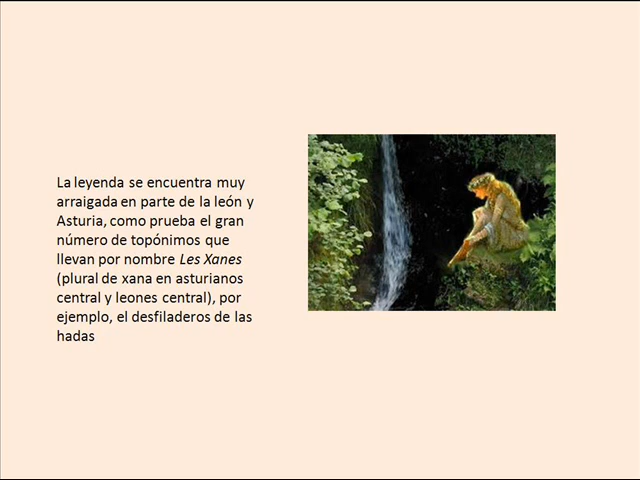 La leyenda se encuentra muy
arraigada en parte de la león y
Asturia, como prueba el gran
número de topónimos que
llevan por nombre Les Xanes
(plural de xana en asturianos
central y leones central), por
ejemplo, el desfiladeros de las
hadas